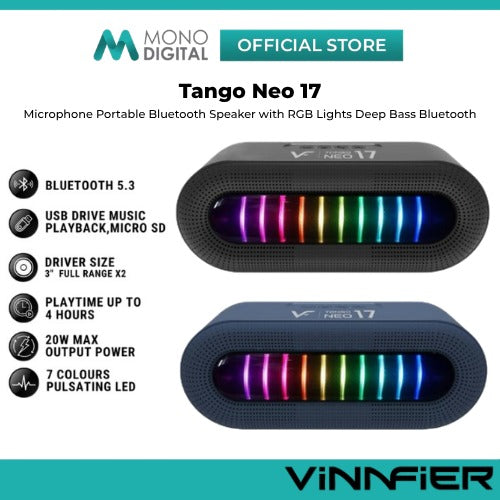 MONO
DIGITAL
OFFICIAL STORE
Tango Neo 17
Microphone Portable Bluetooth Speaker with RGB Lights Deep Bass Bluetooth
BLUETOOTH 5.3
USB DRIVE MUSIC
PLAYBACK,MICRO SD
DRIVER SIZE
3" FULL RANGE X2
PLAYTIME UP TO
4 HOURS
20W MAX
OUTPUT POWER
7 COLOURS
PULSATING LED
TANGO
NEO 17
TANGO
NEO 17
ViNNFiER